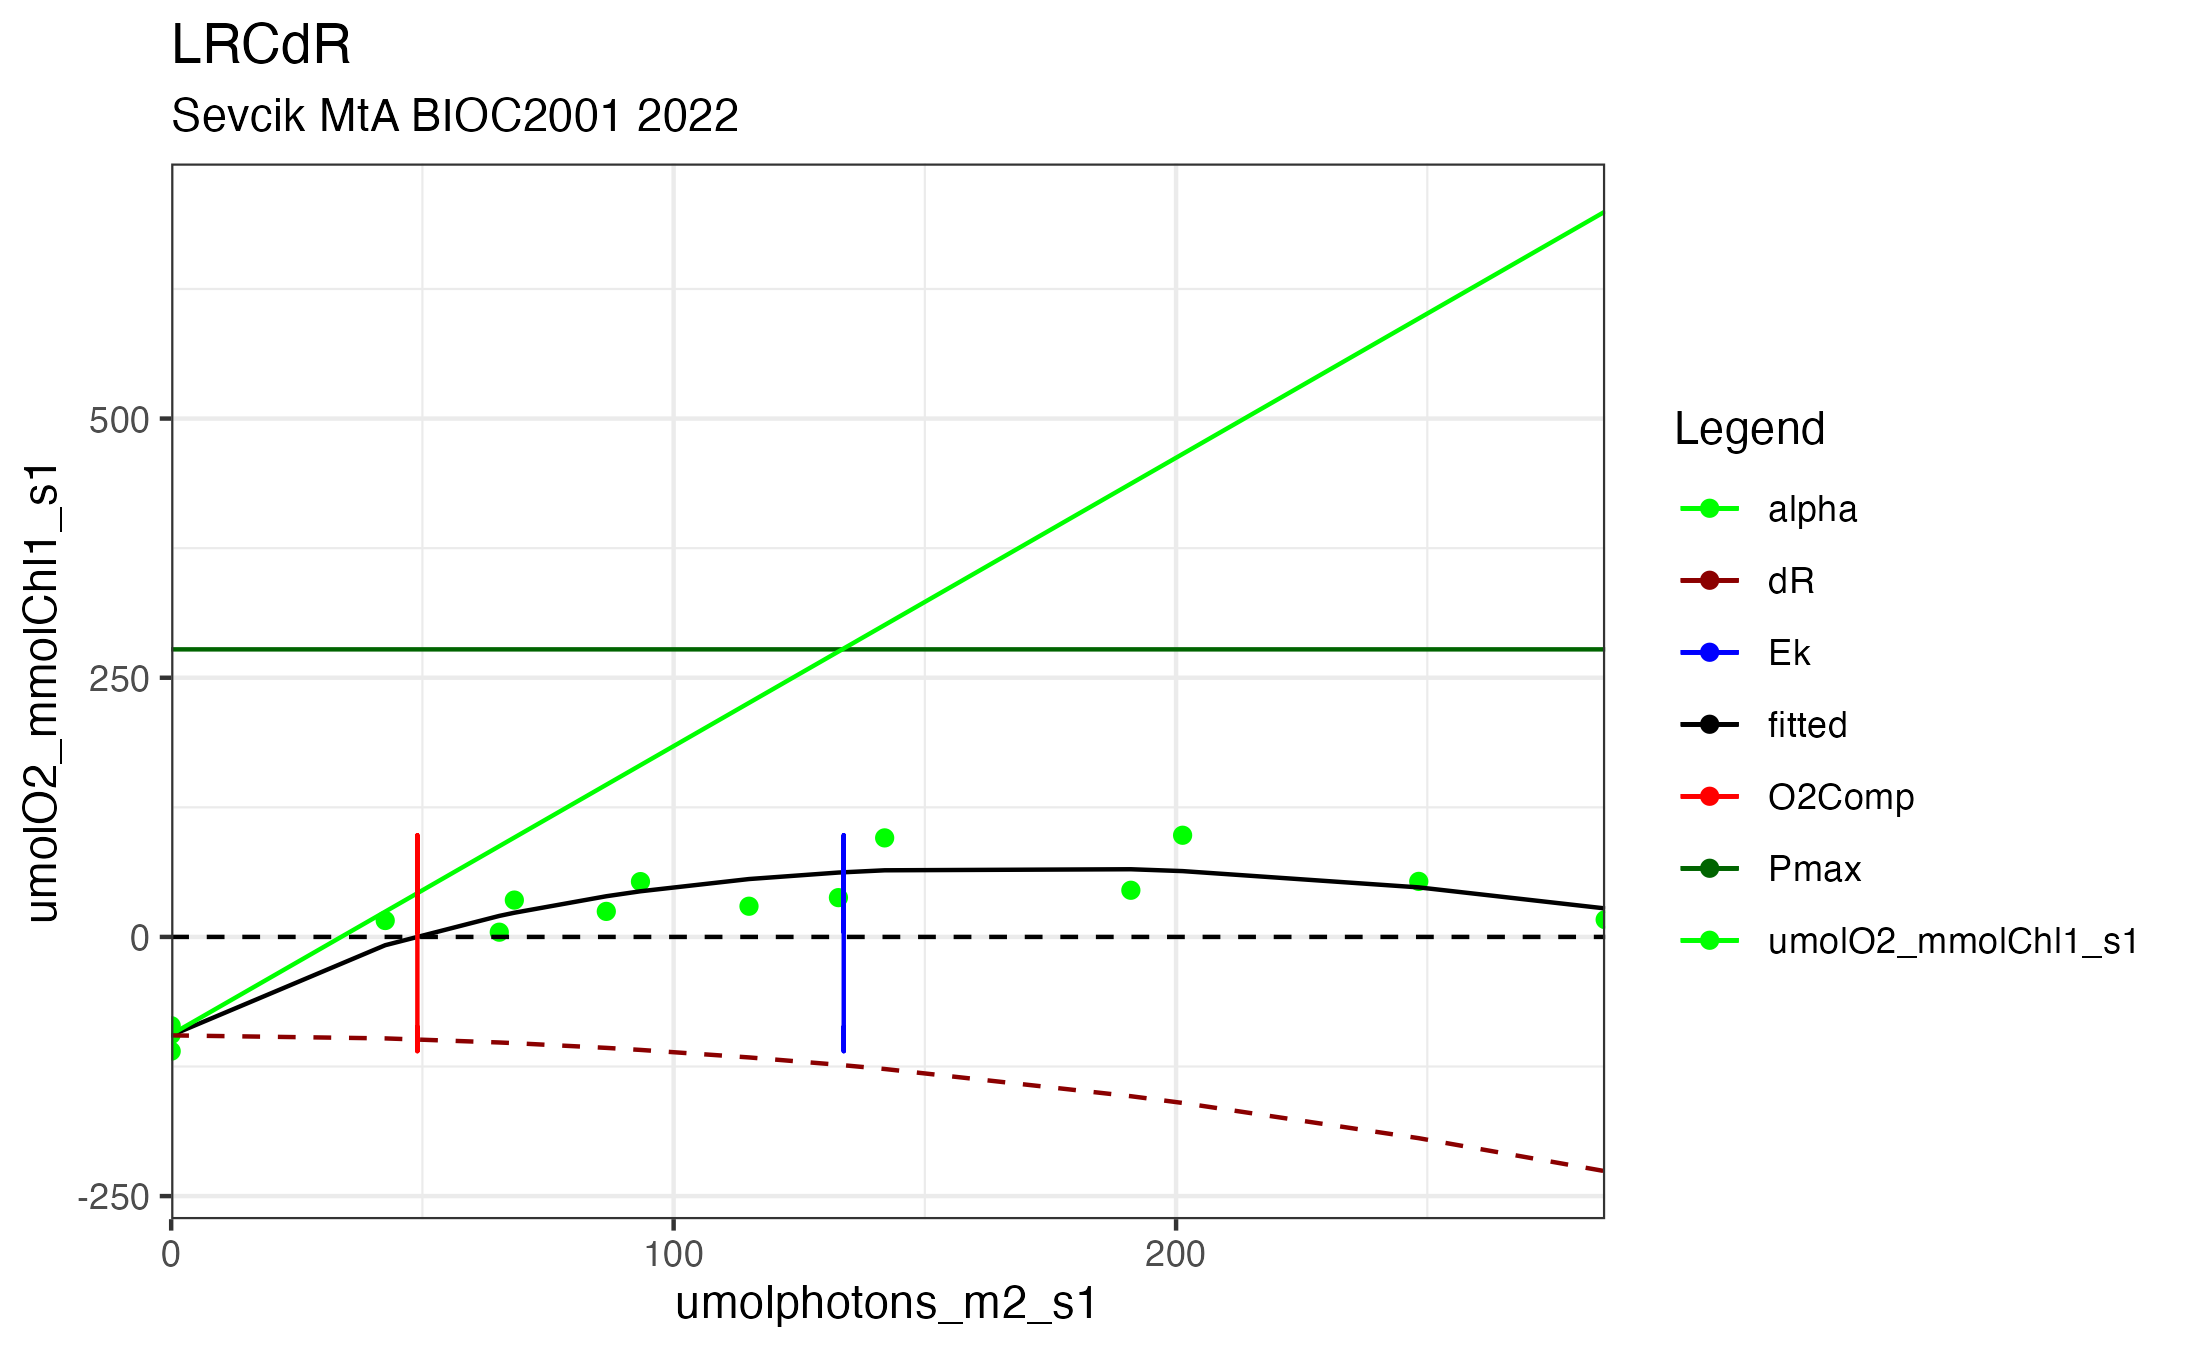 LRCdR
Sevcik MtA BIOC2001 2022
umolO2_mmolChl1_s1
500
250
0
-250
0
100
200
umolphotons_m2_s1
Legend
alpha
dR
Ek
fitted
O2Comp
Pmax
umolO2_mmolChl1_s1